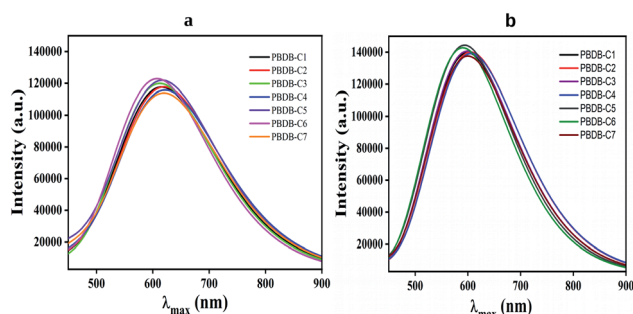 a
140000
120000
100000
80000
60000
40000
20000
Intensity (a.u.)
PBDB-C1
PBDB-C2
PBDB-C3
PBDB-C4
PBDB-C5
PBDB-C6
PBDB-C7
500
600
700
800
900
λmax (nm)
b
140000
120000
100000
80000
60000
40000
20000
Intensity (a.u.)
PBDB-C1
PBDB-C2
PBDB-C3
PBDB-C4
PBDB-C5
PBDB-C6
PBDB-C7
500
600
700
800
900
λmax (nm)